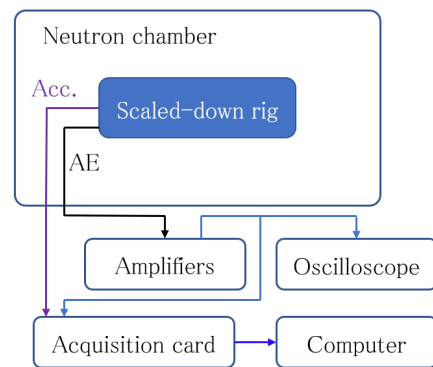 Neutron chamber
Acc.
Scaled-down rig
AE
Amplifiers
Oscilloscope
Acquisition card
Computer